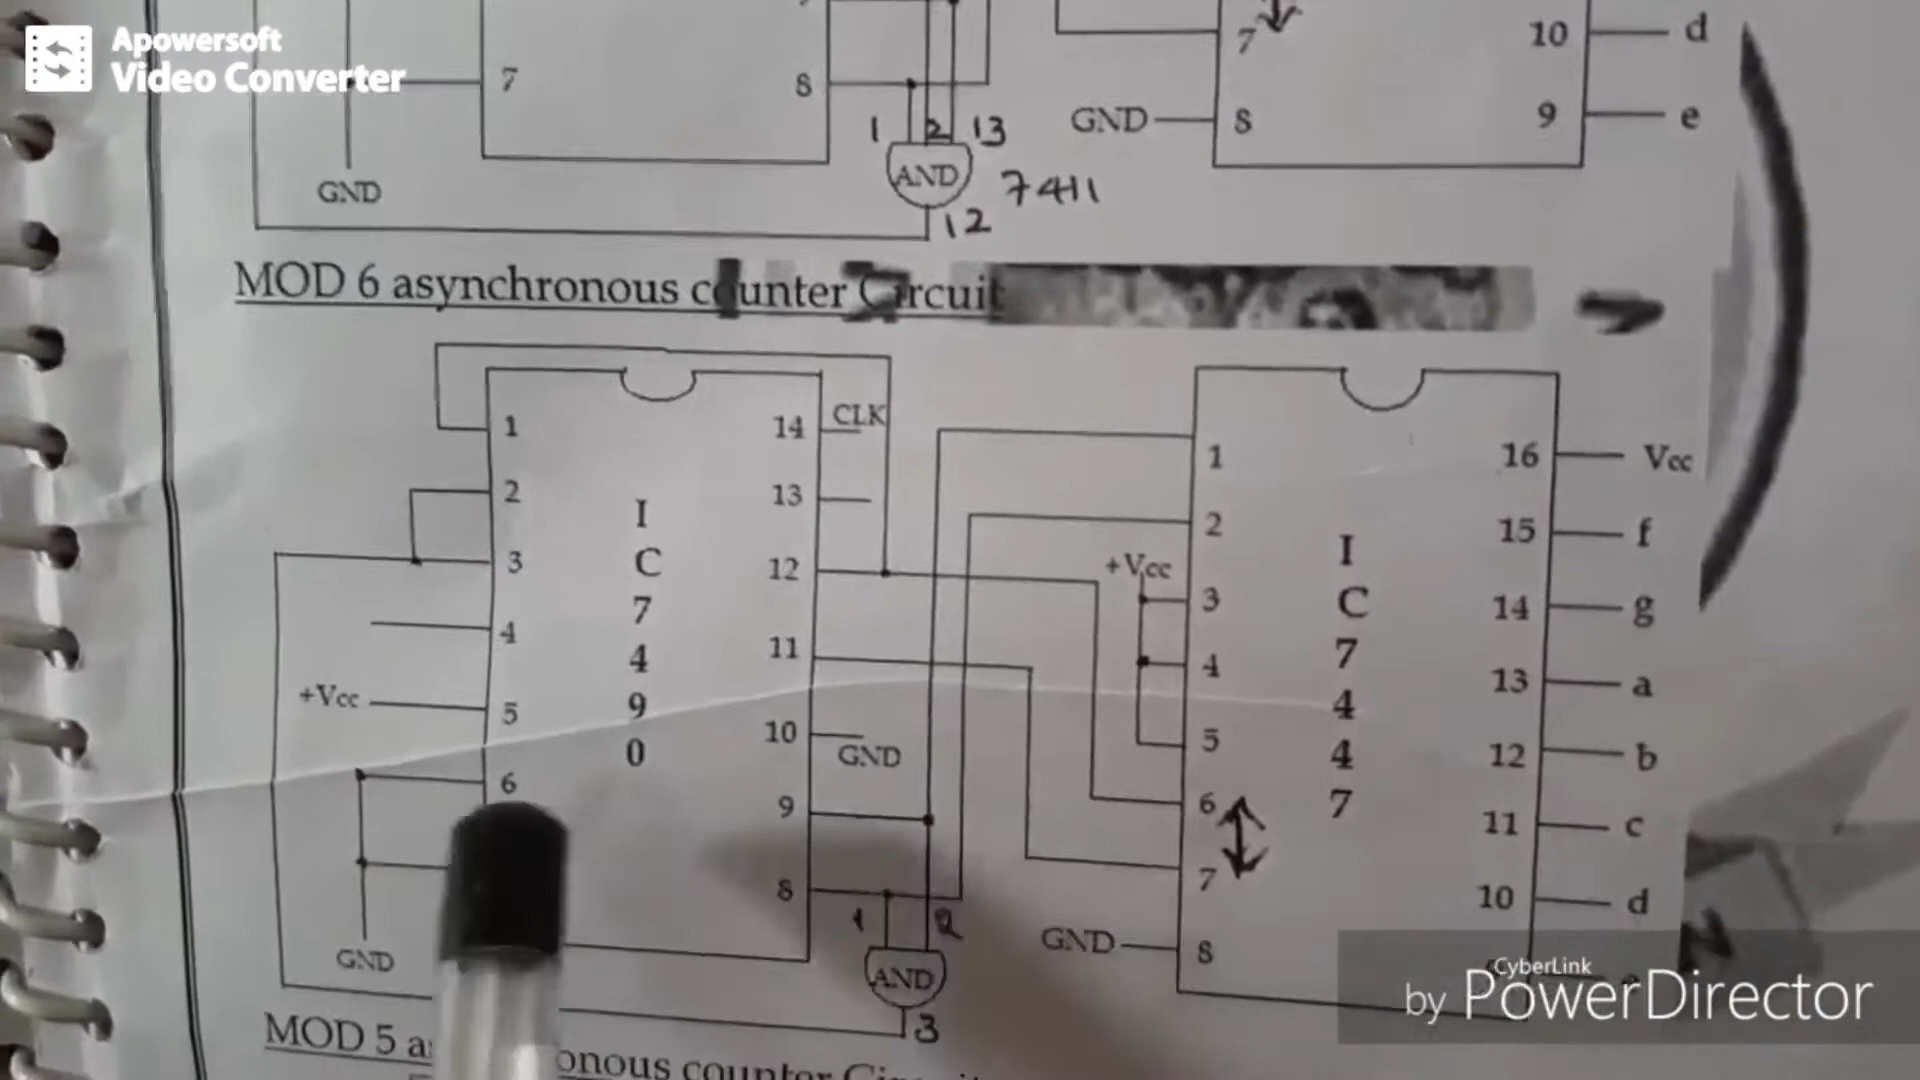 Apowersoft
Video Converter
7
8
GND
1 2 13
AND
7411
12
7
10 d
GND 8
9 e
MOD 6 asynchronous counter Circuit
1
2
3
4
+Vcc 5
6
GND
I
C
7
4
9
0
14 CLK
13
12
11
10 GND
9
8
1 2
AND
3
1
2
+Vcc
3
4
5
6
7
GND 8
I
C
7
4
4
7
16 Vcc
15 f
14 g
13 a
12 b
11 c
10 d
e
N
by CyberLink
PowerDirector
MOD 5 a
onous counter